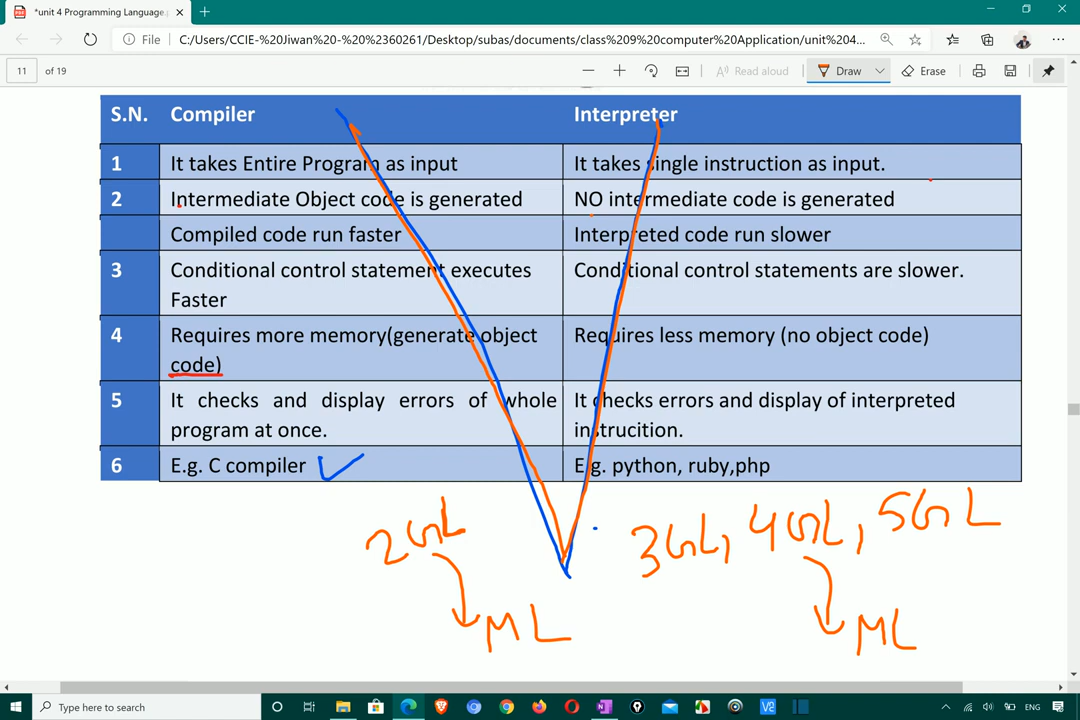 *unit 4 Programming Language.
File
C:/Users/CCIE-%20Jiwan%20-%20%2360261/Desktop/subas/documents/class%209%20computer%20Application/unit%204...
11 of 19
Read aloud
Draw
Erase
S.N. Compiler Interpreter
1 It takes Entire Program as input It takes single instruction as input.
2 Intermediate Object code is generated NO intermediate code is generated
Compiled code run faster Interpreted code run slower
3 Conditional control statement executes Conditional control statements are slower.
Faster
4 Requires more memory(generate object Requires less memory (no object code)
code)
5 It checks and display errors of whole It checks errors and display of interpreted
program at once. instrucition.
6 E.g. C compiler E.g. python, ruby,php
2GL 3GL, 4GL, 5GL
ML ML
Type here to search
ENG